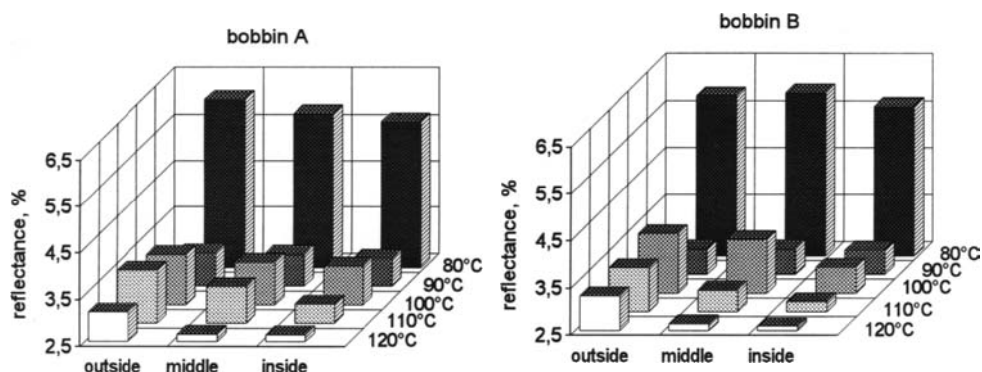 bobbin A
reflectance, %
6,5
5,5
4,5
3,5
2,5
outside middle inside
80°C
90°C
100°C
110°C
120°C
bobbin B
reflectance, %
6,5
5,5
4,5
3,5
2,5
outside middle inside
80°C
90°C
100°C
110°C
120°C